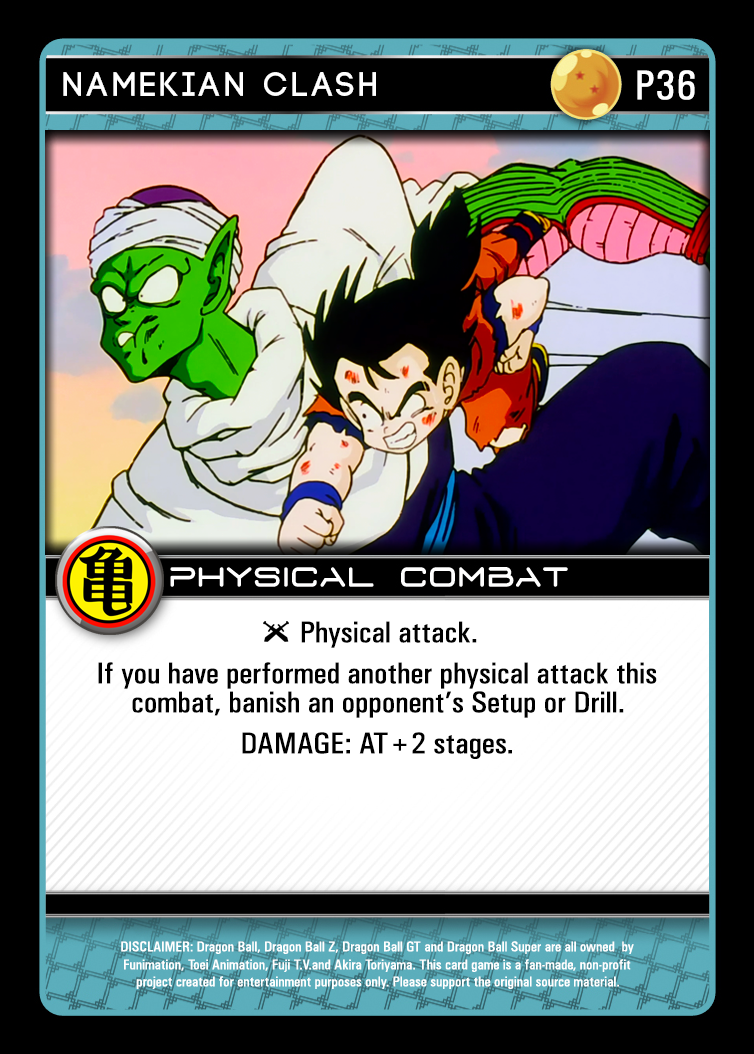 NAMEKIAN CLASH
P36
亀
PHYSICAL COMBAT
Physical attack.
If you have performed another physical attack this
combat, banish an opponent's Setup or Drill.
DAMAGE: AT + 2 stages.
DISCLAIMER: Dragon Ball, Dragon Ball Z, Dragon Ball GT and Dragon Ball Super are all owned by
Funimation, Toei Animation, Fuji T.V.and Akira Toriyama. This card game is a fan-made, non-profit
project created for entertainment purposes only. Please support the original source material.